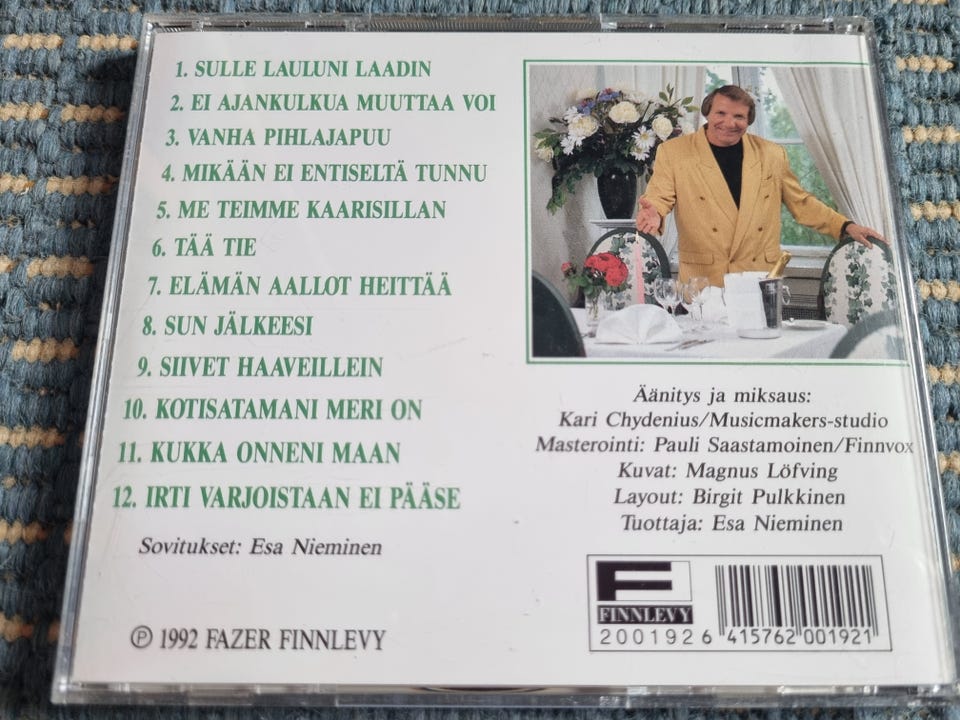 1. SULLE LAULUNI LAADIN
2. EI AJANKULKUA MUUTTAA VOI
3. VANHA PIHLAJAPUU
4. MIKÄÄN EI ENTISELTÄ TUNNU
5. ME TEIMME KAARISILLAN
6. TÄÄ TIE
7. ELÄMÄN AALLOT HEITTÄÄ
8. SUN JÄLKEESI
9. SIIVET HAAVEILLEIN
10. KOTISATAMANI MERI ON
11. KUKKA ONNENI MAAN
12. IRTI VARJOISTAAN EI PÄÄSE
Sovitukset: Esa Nieminen
℗ 1992 FAZER FINNLEVY
Äänitys ja miksaus:
Kari Chydenius/Musicmakers-studio
Masterointi: Pauli Saastamoinen/Finnvox
Kuvat: Magnus Löfving
Layout: Birgit Pulkkinen
Tuottaja: Esa Nieminen
F
FINNLEVY
200192 6 415762 001921